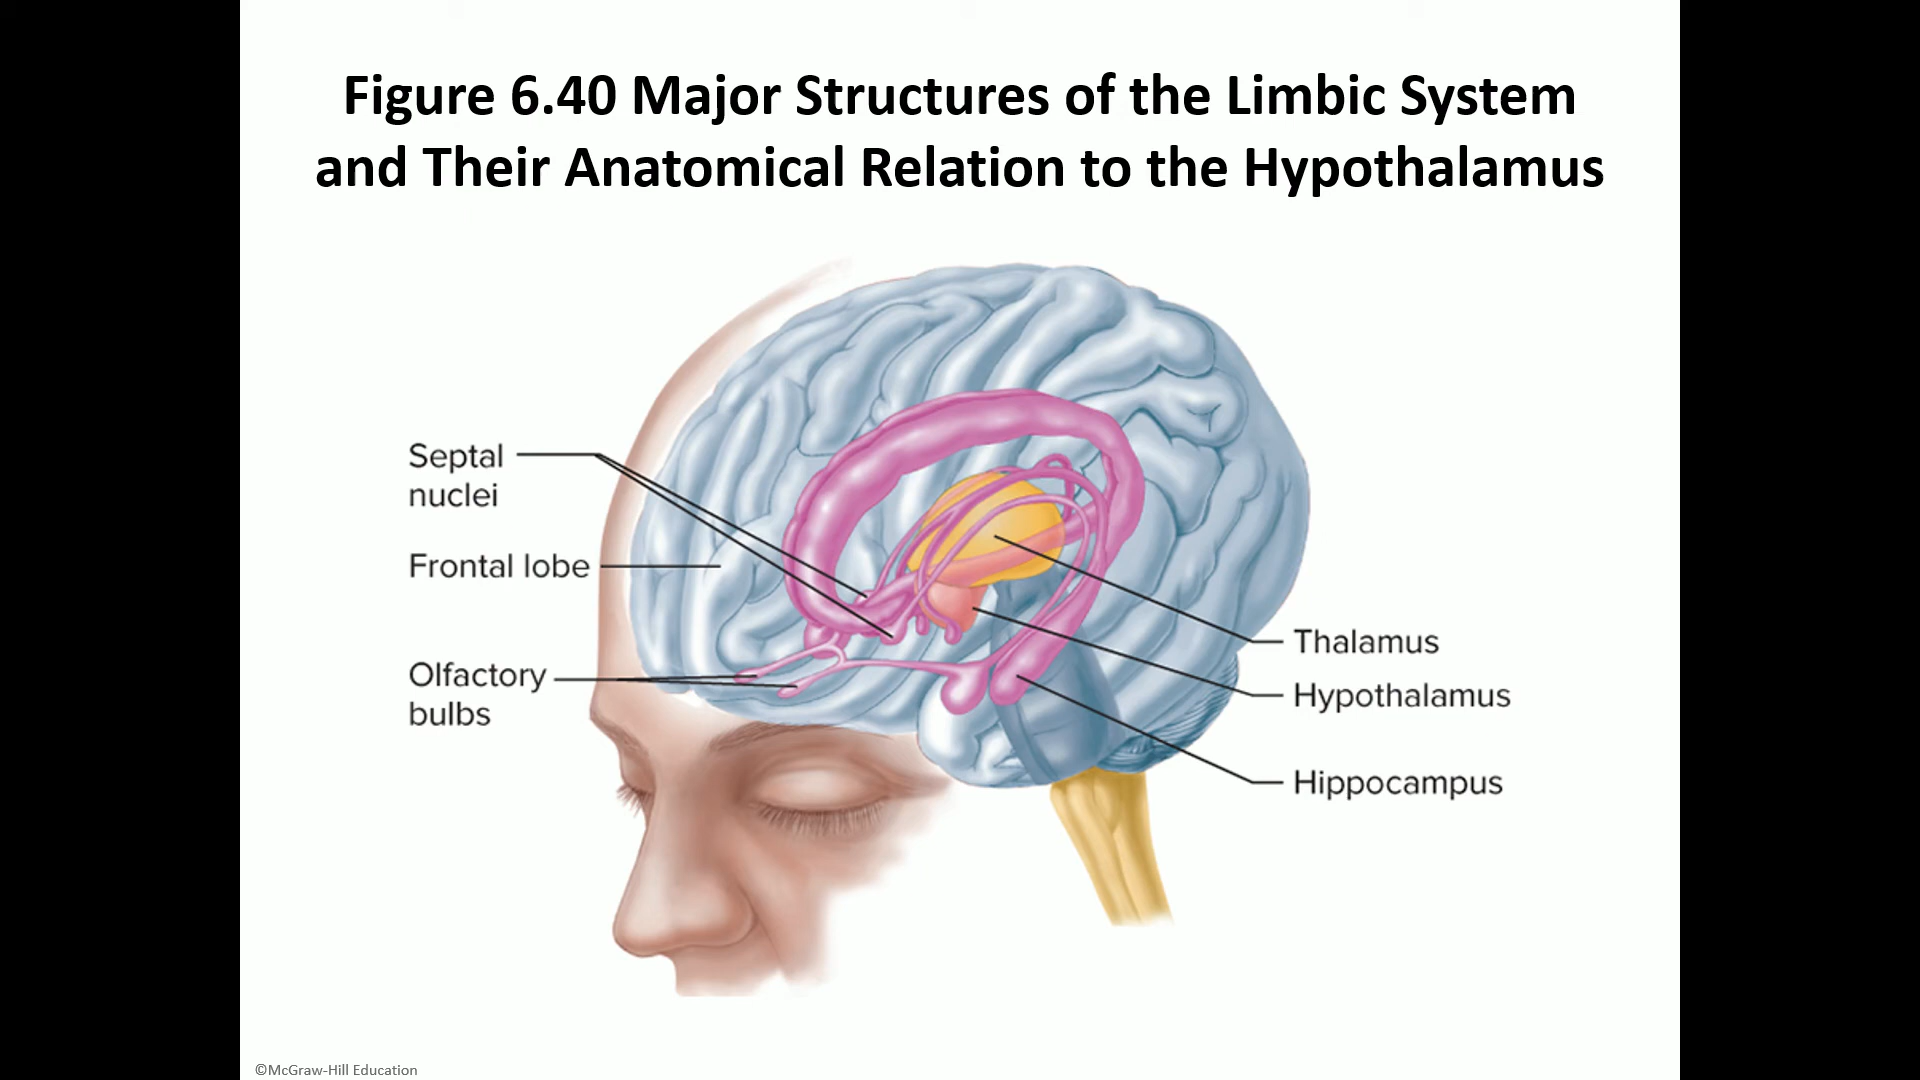 Figure 6.40 Major Structures of the Limbic System
and Their Anatomical Relation to the Hypothalamus
Septal
nuclei
Frontal lobe
Olfactory
bulbs
Thalamus
Hypothalamus
Hippocampus
©McGraw-Hill Education